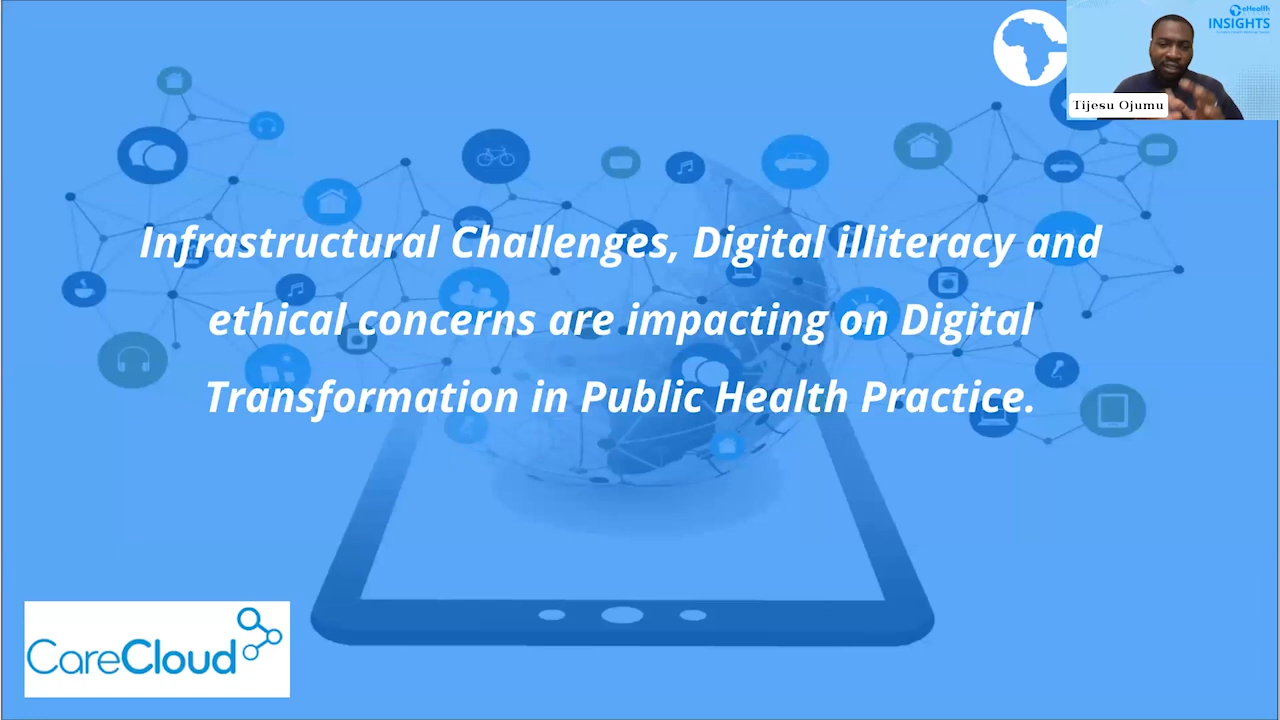 eHealth
INSIGHTS
Tijesu Ojumu
Infrastructural Challenges, Digital illiteracy and
ethical concerns are impacting on Digital
Transformation in Public Health Practice.
CareCloud